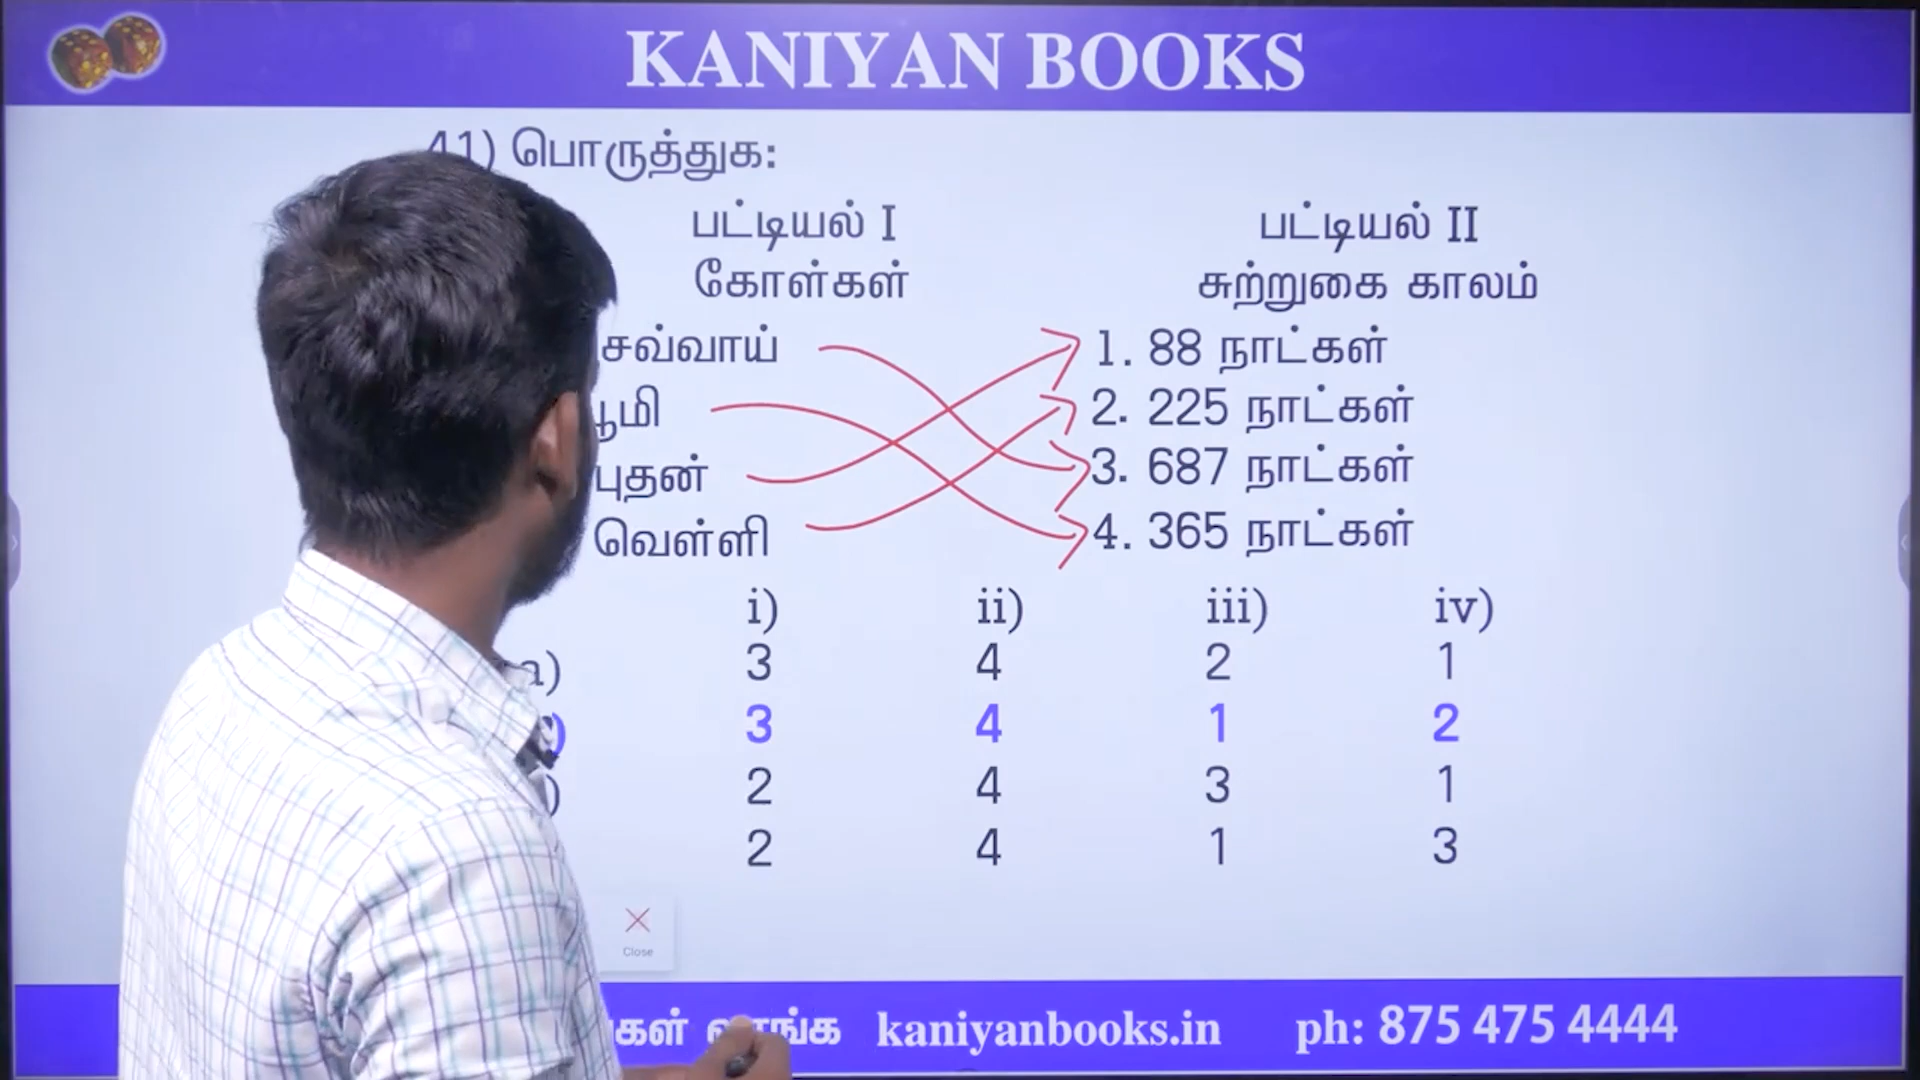 KANIYAN BOOKS
41) பொருத்துக:
பட்டியல் I பட்டியல் II
கோள்கள் சுற்றுகை காலம்
செவ்வாய் 1. 88 நாட்கள்
பூமி 2. 225 நாட்கள்
புதன் 3. 687 நாட்கள்
வெள்ளி 4. 365 நாட்கள்
i) ii) iii) iv)
a) 3 4 2 1
3 4 1 2
2 4 3 1
2 4 1 3
Close
kaniyanbooks.in ph: 875 475 4444